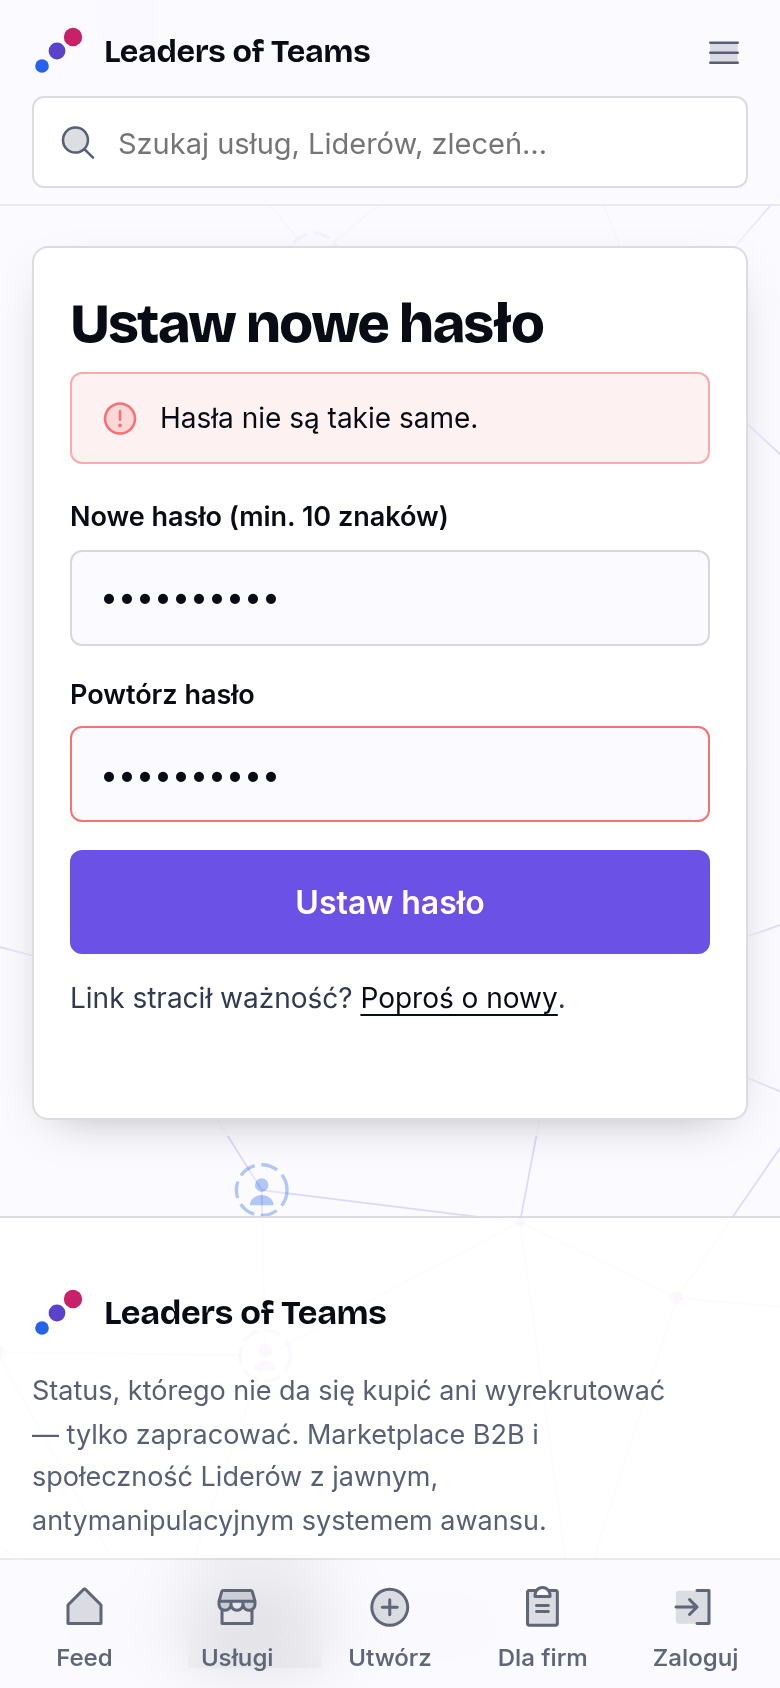 Leaders of Teams
Szukaj usług, Liderów, zleceń...
Ustaw nowe hasło
Hasła nie są takie same.
Nowe hasło (min. 10 znaków)
••••••••••
Powtórz hasło
••••••••••
Ustaw hasło
Link stracił ważność? Poproś o nowy.
Leaders of Teams
Status, którego nie da się kupić ani wyrekrutować
— tylko zapracować. Marketplace B2B i
społeczność Liderów z jawnym,
antymanipulacyjnym systemem awansu.
Feed
Usługi
Utwórz
Dla firm
Zaloguj